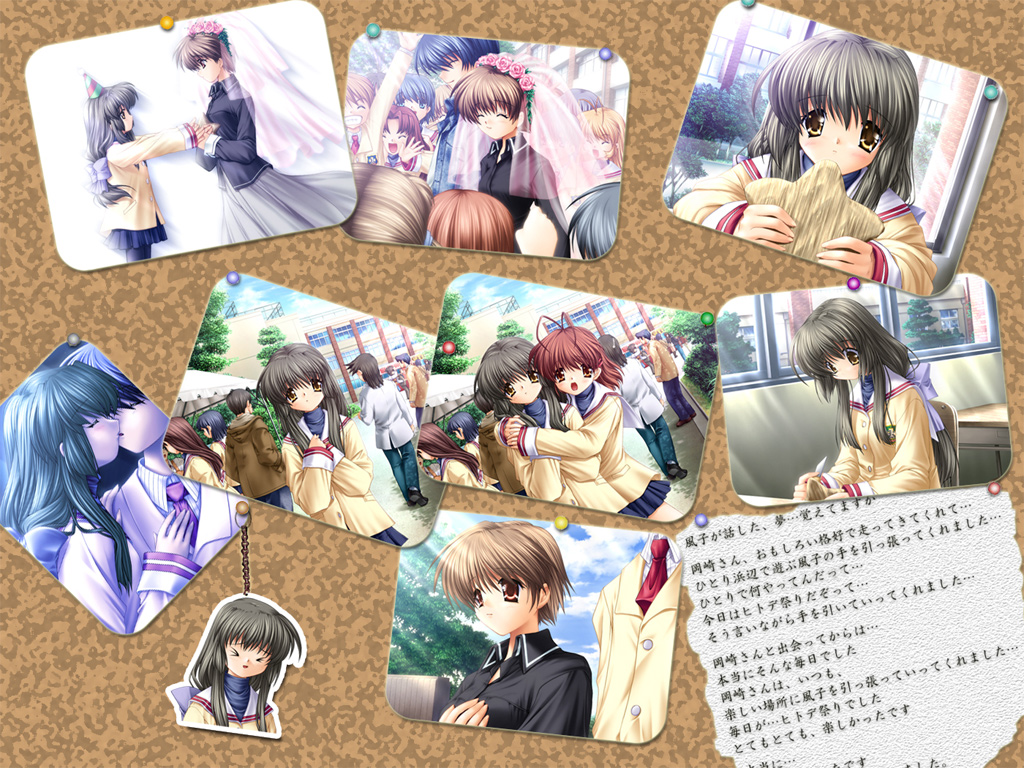 風子が話した、夢…覚えてますか
岡崎さん、おもしろい格好で走ってきてくれて…
ひとり浜辺で遊ぶ風子の手を引っ張ってくれました…
ひとりで何やってんだって…
今日はヒトデ祭りだぞって…
そう言いながら手を引いていってくれました…
岡崎さんと出会ってからは…
本当にそんな毎日でした
岡崎さんは、いつも、
楽しい場所に風子を引っ張っていってくれました…
毎日が…ヒトデ祭りでした
とてもとても、楽しかったです